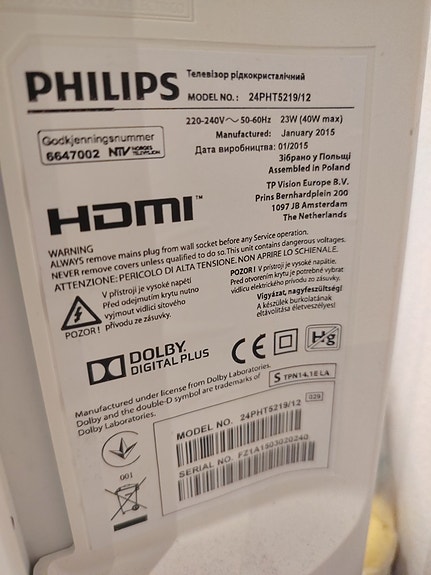 PHILIPS
Телевізор рідкокристалічний
MODEL NO.: 24PHT5219/12
220-240V~ 50-60Hz 23W (40W max)
Manufactured: January 2015
Дата виробництва: 01/2015
Зібрано у Польщі
Assembled in Poland
Godkjenningsnummer
6647002 NTV NORGES TELEVISJON
TP Vision Europe B.V.
Prins Bernhardplein 200
1097 JB Amsterdam
The Netherlands
HDMI™
WARNING
ALWAYS remove mains plug from wall socket before any Service operation.
NEVER remove covers unless qualified to do so. This unit contains dangerous voltages.
ATTENZIONE: PERICOLO DI ALTA TENSIONE. NON APRIRE LO SCHIENALE.
V přístroji je vysoké napětí
Před odejmutím krytu nutno
vyjmout vidlici síťového
POZOR! přívodu ze zásuvky.
POZOR! V přístroji je vysoké napätie.
Pred otvorením krytu je potrebné vybrať
vidlicu elektrického prívodu zo zásuvky.
Vigyázat, nagyfeszültség!
A készülék burkolatának
eltávolítása életveszélyes!
DOLBY
DIGITAL PLUS
CE
Hg
Manufactured under license from Dolby Laboratories.
Dolby and the double-D symbol are trademarks of
Dolby Laboratories.
S TPN14.1E LA
029
001
MODEL NO. 24PHT5219/12
SERIAL NO. FZ1A1503020240